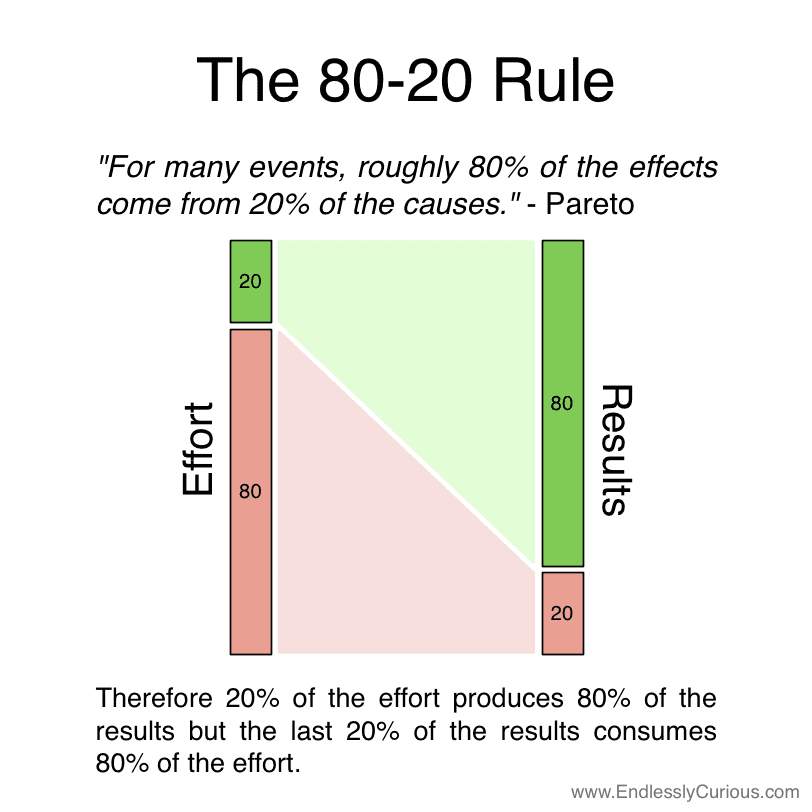 The 80-20 Rule
"For many events, roughly 80% of the effects
come from 20% of the causes." - Pareto
20
80
Effort
80
20
Results
Therefore 20% of the effort produces 80% of the
results but the last 20% of the results consumes
80% of the effort.
www.EndlesslyCurious.com